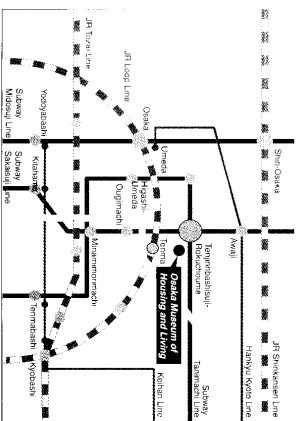 JR Tozai Line
JR Loop Line
Osaka
Shin-Osaka
JR Shinkansen Line
Yodoyabashi
Subway
Midosuji Line
Umeda
Awaji
Hankyu Kyoto Line
Kitahama
Subway
Sakaisuji Line
Higashi-
Umeda
Ougimachi
Tenma
Tenjinbashisuji-
Rokuchoume
Minamimorimachi
Osaka Museum of
Housing and Living
Subway
Tanimachi Line
Tenmabashi
Kyobashi
Keihan Line